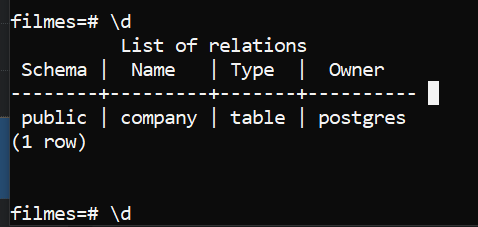 filmes=# \d
List of relations
Schema | Name | Type | Owner
--------+---------+-------+----------
public | company | table | postgres
(1 row)
filmes=# \d